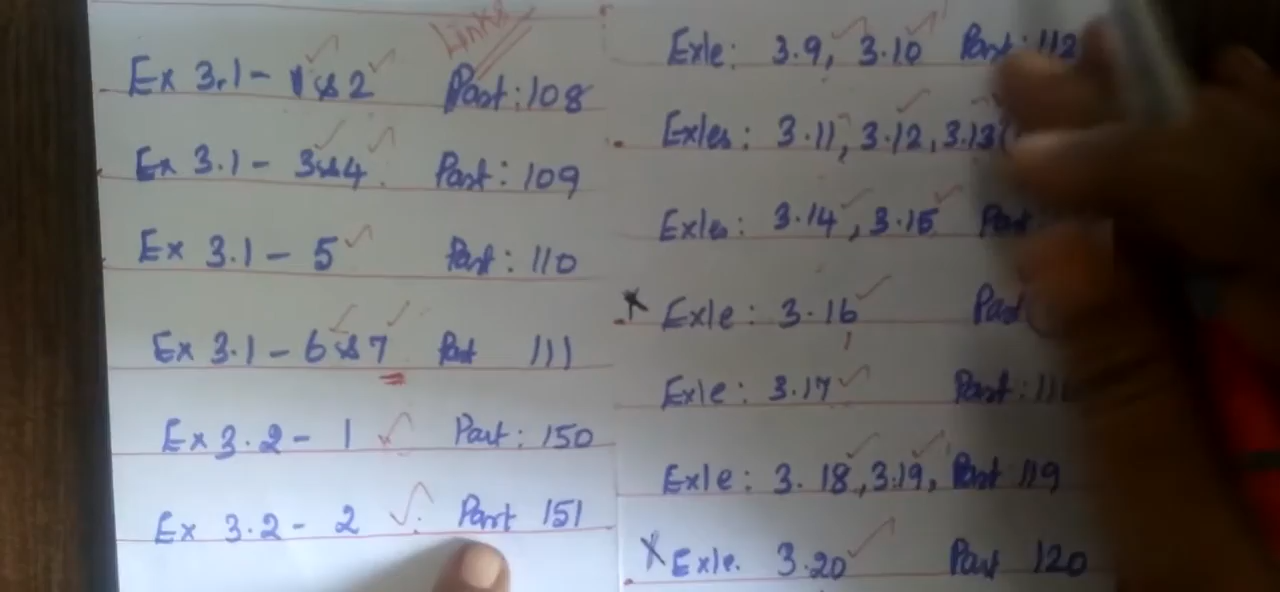 Links
Ex 3.1 - 1 & 2 Part: 108
Ex 3.1 - 3 & 4 Part: 109
Ex 3.1 - 5 Part: 110
Ex 3.1 - 6 & 7 Part 111
Ex 3.2 - 1 Part: 150
Ex 3.2 - 2 Part 151
Exle: 3.9, 3.10 Part: 112
Exles: 3.11, 3.12, 3.13
Exles: 3.14, 3.15 Part
Exle: 3.16 Part
Exle: 3.17 Part:
Exle: 3.18, 3.19, Part 119
Exle. 3.20 Part 120